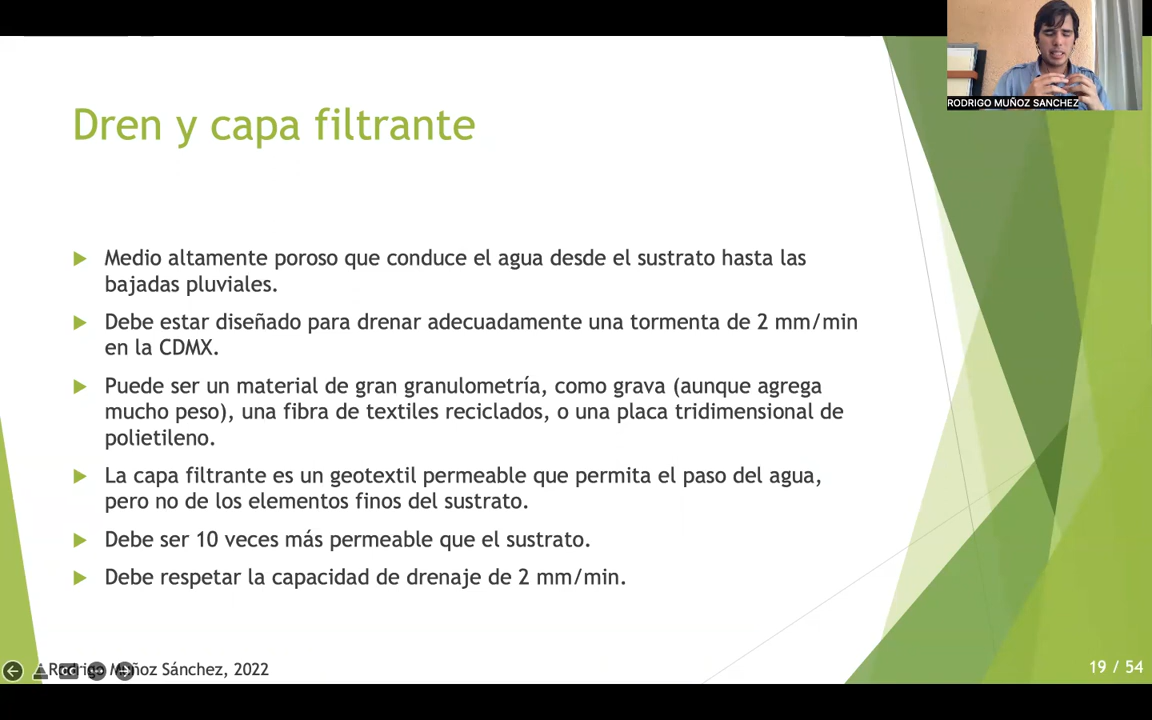 RODRIGO MUÑOZ SANCHEZ
Dren y capa filtrante
Medio altamente poroso que conduce el agua desde el sustrato hasta las
bajadas pluviales.
Debe estar diseñado para drenar adecuadamente una tormenta de 2 mm/min
en la CDMX.
Puede ser un material de gran granulometría, como grava (aunque agrega
mucho peso), una fibra de textiles reciclados, o una placa tridimensional de
polietileno.
La capa filtrante es un geotextil permeable que permita el paso del agua,
pero no de los elementos finos del sustrato.
Debe ser 10 veces más permeable que el sustrato.
Debe respetar la capacidad de drenaje de 2 mm/min.
Rodrigo Muñoz Sánchez, 2022
19 / 54